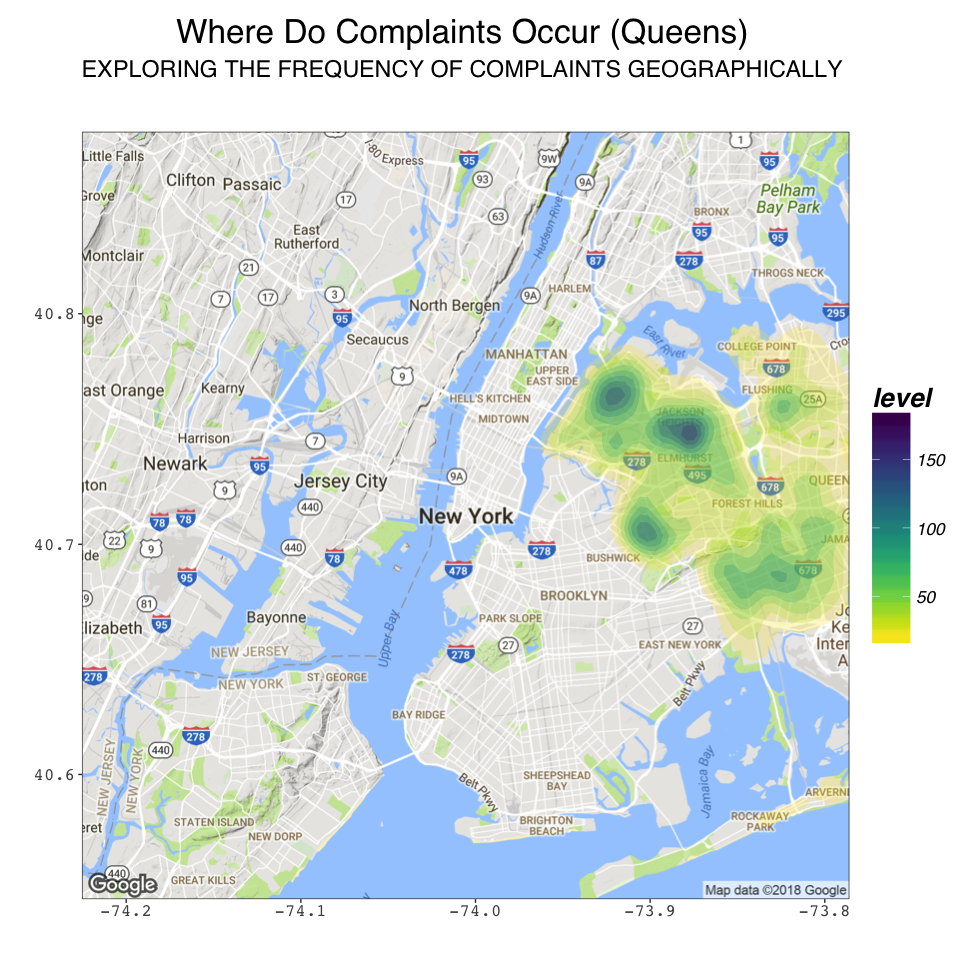 Where Do Complaints Occur (Queens)
EXPLORING THE FREQUENCY OF COMPLAINTS GEOGRAPHICALLY
Little Falls
I-80 Express
95
9W
1
95
Clifton
Passaic
93
9A
Pelham
Bay Park
Grove
17
63
BRONX
Hudson River
East
Rutherford
95
95
Montclair
21
87
278
THROGS NECK
7
17
3
9A
HARLEM
North Bergen
40.8
nge
95
295
Secaucus
East River
Cro
MANHATTAN
COLLEGE POINT
9
UPPER
EAST SIDE
678
ast Orange
Kearny
HELL'S KITCHEN
FLUSHING
25A
level
MIDTOWN
JACKSON
Harrison
7
Newark
95
9A
ELMHURST
278
495
150
gton
9
Jersey City
678
QUEEN
440
FOREST HILLS
New York
78
78
100
22
9
440
78
278
JAMA
40.7
de
BUSHWICK
95
478
678
9
81
BROOKLYN
50
lizabeth
95
Bayonne
PARK SLOPE
27
27
Jo
Ke
Inter
A
Upper Bay
EAST NEW YORK
278
NEW JERSEY
278
NEW YORK
ST. GEORGE
Belt Pkwy
BAY RIDGE
278
440
NEW JERSEY
NEW YORK
40.6
Belt Pkwy
SHEEPSHEAD
BAY
Jamaica Bay
ARVERNE
STATEN ISLAND
eret
NEW DORP
BRIGHTON
BEACH
ROCKAWAY
PARK
440
Google
GREAT KILLS
Map data ©2018 Google
-74.2
-74.1
-74.0
-73.9
-73.8